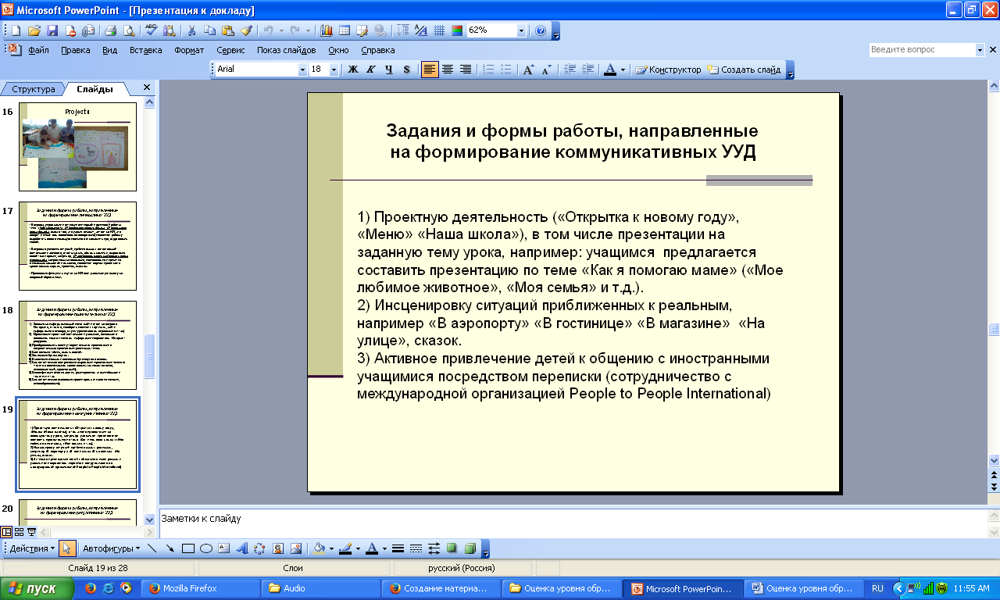 Microsoft PowerPoint - [Презентация к докладу]
62%
Файл Правка Вид Вставка Формат Сервис Показ слайдов Окно Справка
Введите вопрос
Arial 18 Ж К Ч S Конструктор Создать слайд
Структура Слайды
16
Projects
17
Задания и формы работы, направленные
на формирование личностных УУД
18
Задания и формы работы, направленные
на формирование познавательных УУД
19
Задания и формы работы, направленные
на формирование коммуникативных УУД
20
Задания и формы работы, направленные
на формирование регулятивных УУД
Задания и формы работы, направленные
на формирование коммуникативных УУД
1) Проектную деятельность («Открытка к новому году»,
«Меню» «Наша школа»), в том числе презентации на
заданную тему урока, например: учащимся предлагается
составить презентацию по теме «Как я помогаю маме» («Мое
любимое животное», «Моя семья» и т.д.).
2) Инсценировку ситуаций приближенных к реальным,
например «В аэропорту» «В гостинице» «В магазине» «На
улице», сказок.
3) Активное привлечение детей к общению с иностранными
учащимися посредством переписки (сотрудничество с
международной организацией People to People International)
Заметки к слайду
Действия Автофигуры
Слайд 19 из 28 Слои русский (Россия)
пуск Mozilla Firefox Audio Создание материа... Оценка уровня обр... Microsoft PowerPoin... Оценка уровня обр... RU 11:55 AM